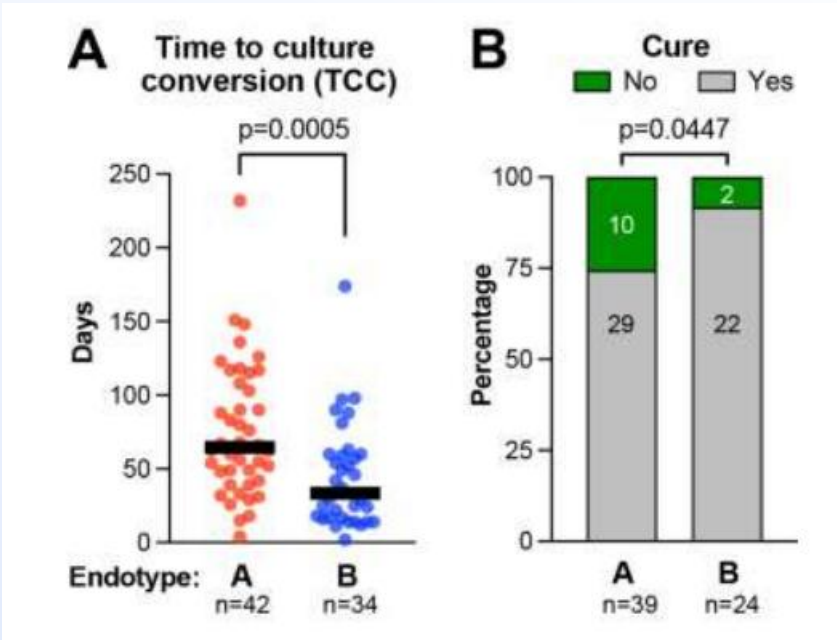 A
Time to culture
conversion (TCC)
p=0.0005
250
200
150
100
50
0
Days
Endotype:
A
B
n=42
n=34
B
Cure
No
Yes
p=0.0447
100
75
50
25
0
Percentage
10
2
29
22
A
B
n=39
n=24